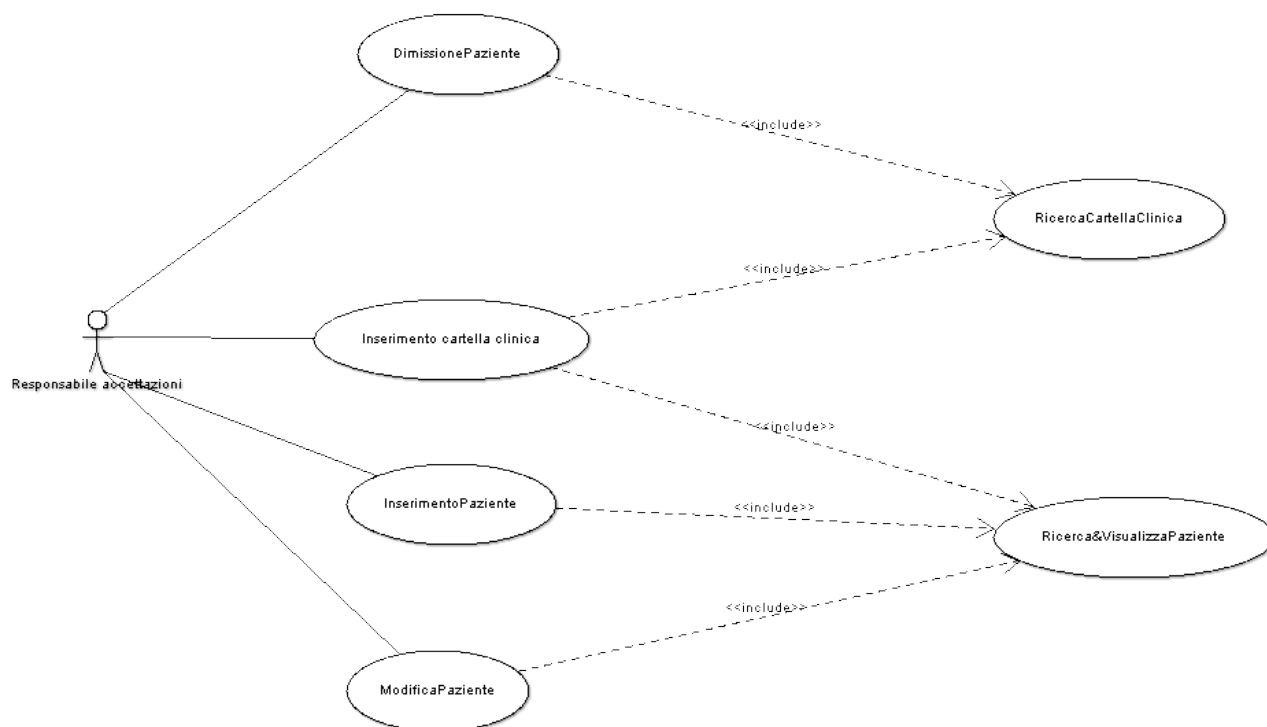 DimissionePaziente
<<include>>
RicercaCartellaClinica
<<include>>
Inserimento cartella clinica
Responsabile accettazioni
<<include>>
InserimentoPaziente
<<include>>
Ricerca&VisualizzaPaziente
<<include>>
ModificaPaziente